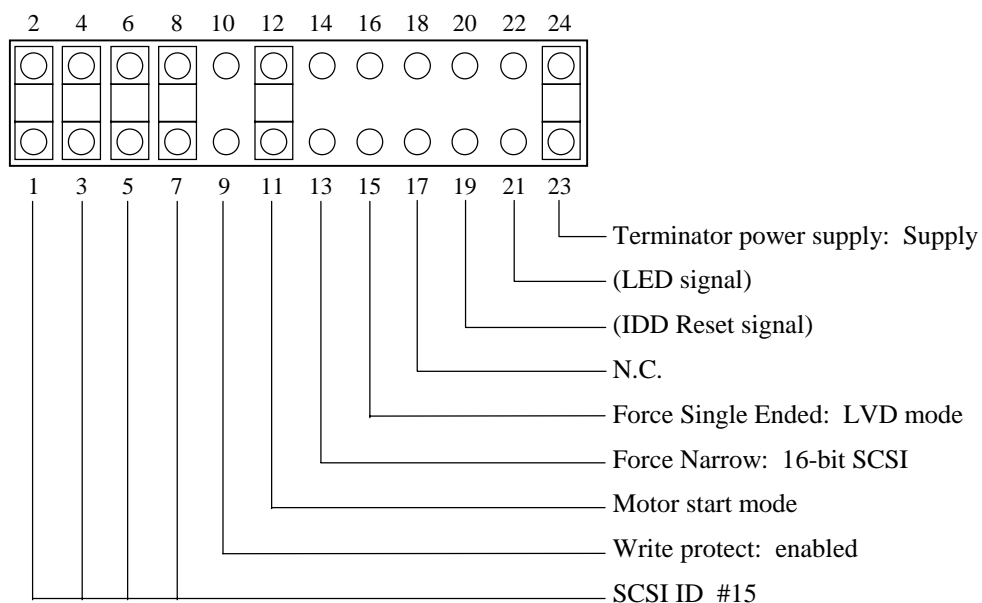 2 4 6 8 10 12 14 16 18 20 22 24
1 3 5 7 9 11 13 15 17 19 21 23
Terminator power supply: Supply
(LED signal)
(IDD Reset signal)
N.C.
Force Single Ended: LVD mode
Force Narrow: 16-bit SCSI
Motor start mode
Write protect: enabled
SCSI ID #15